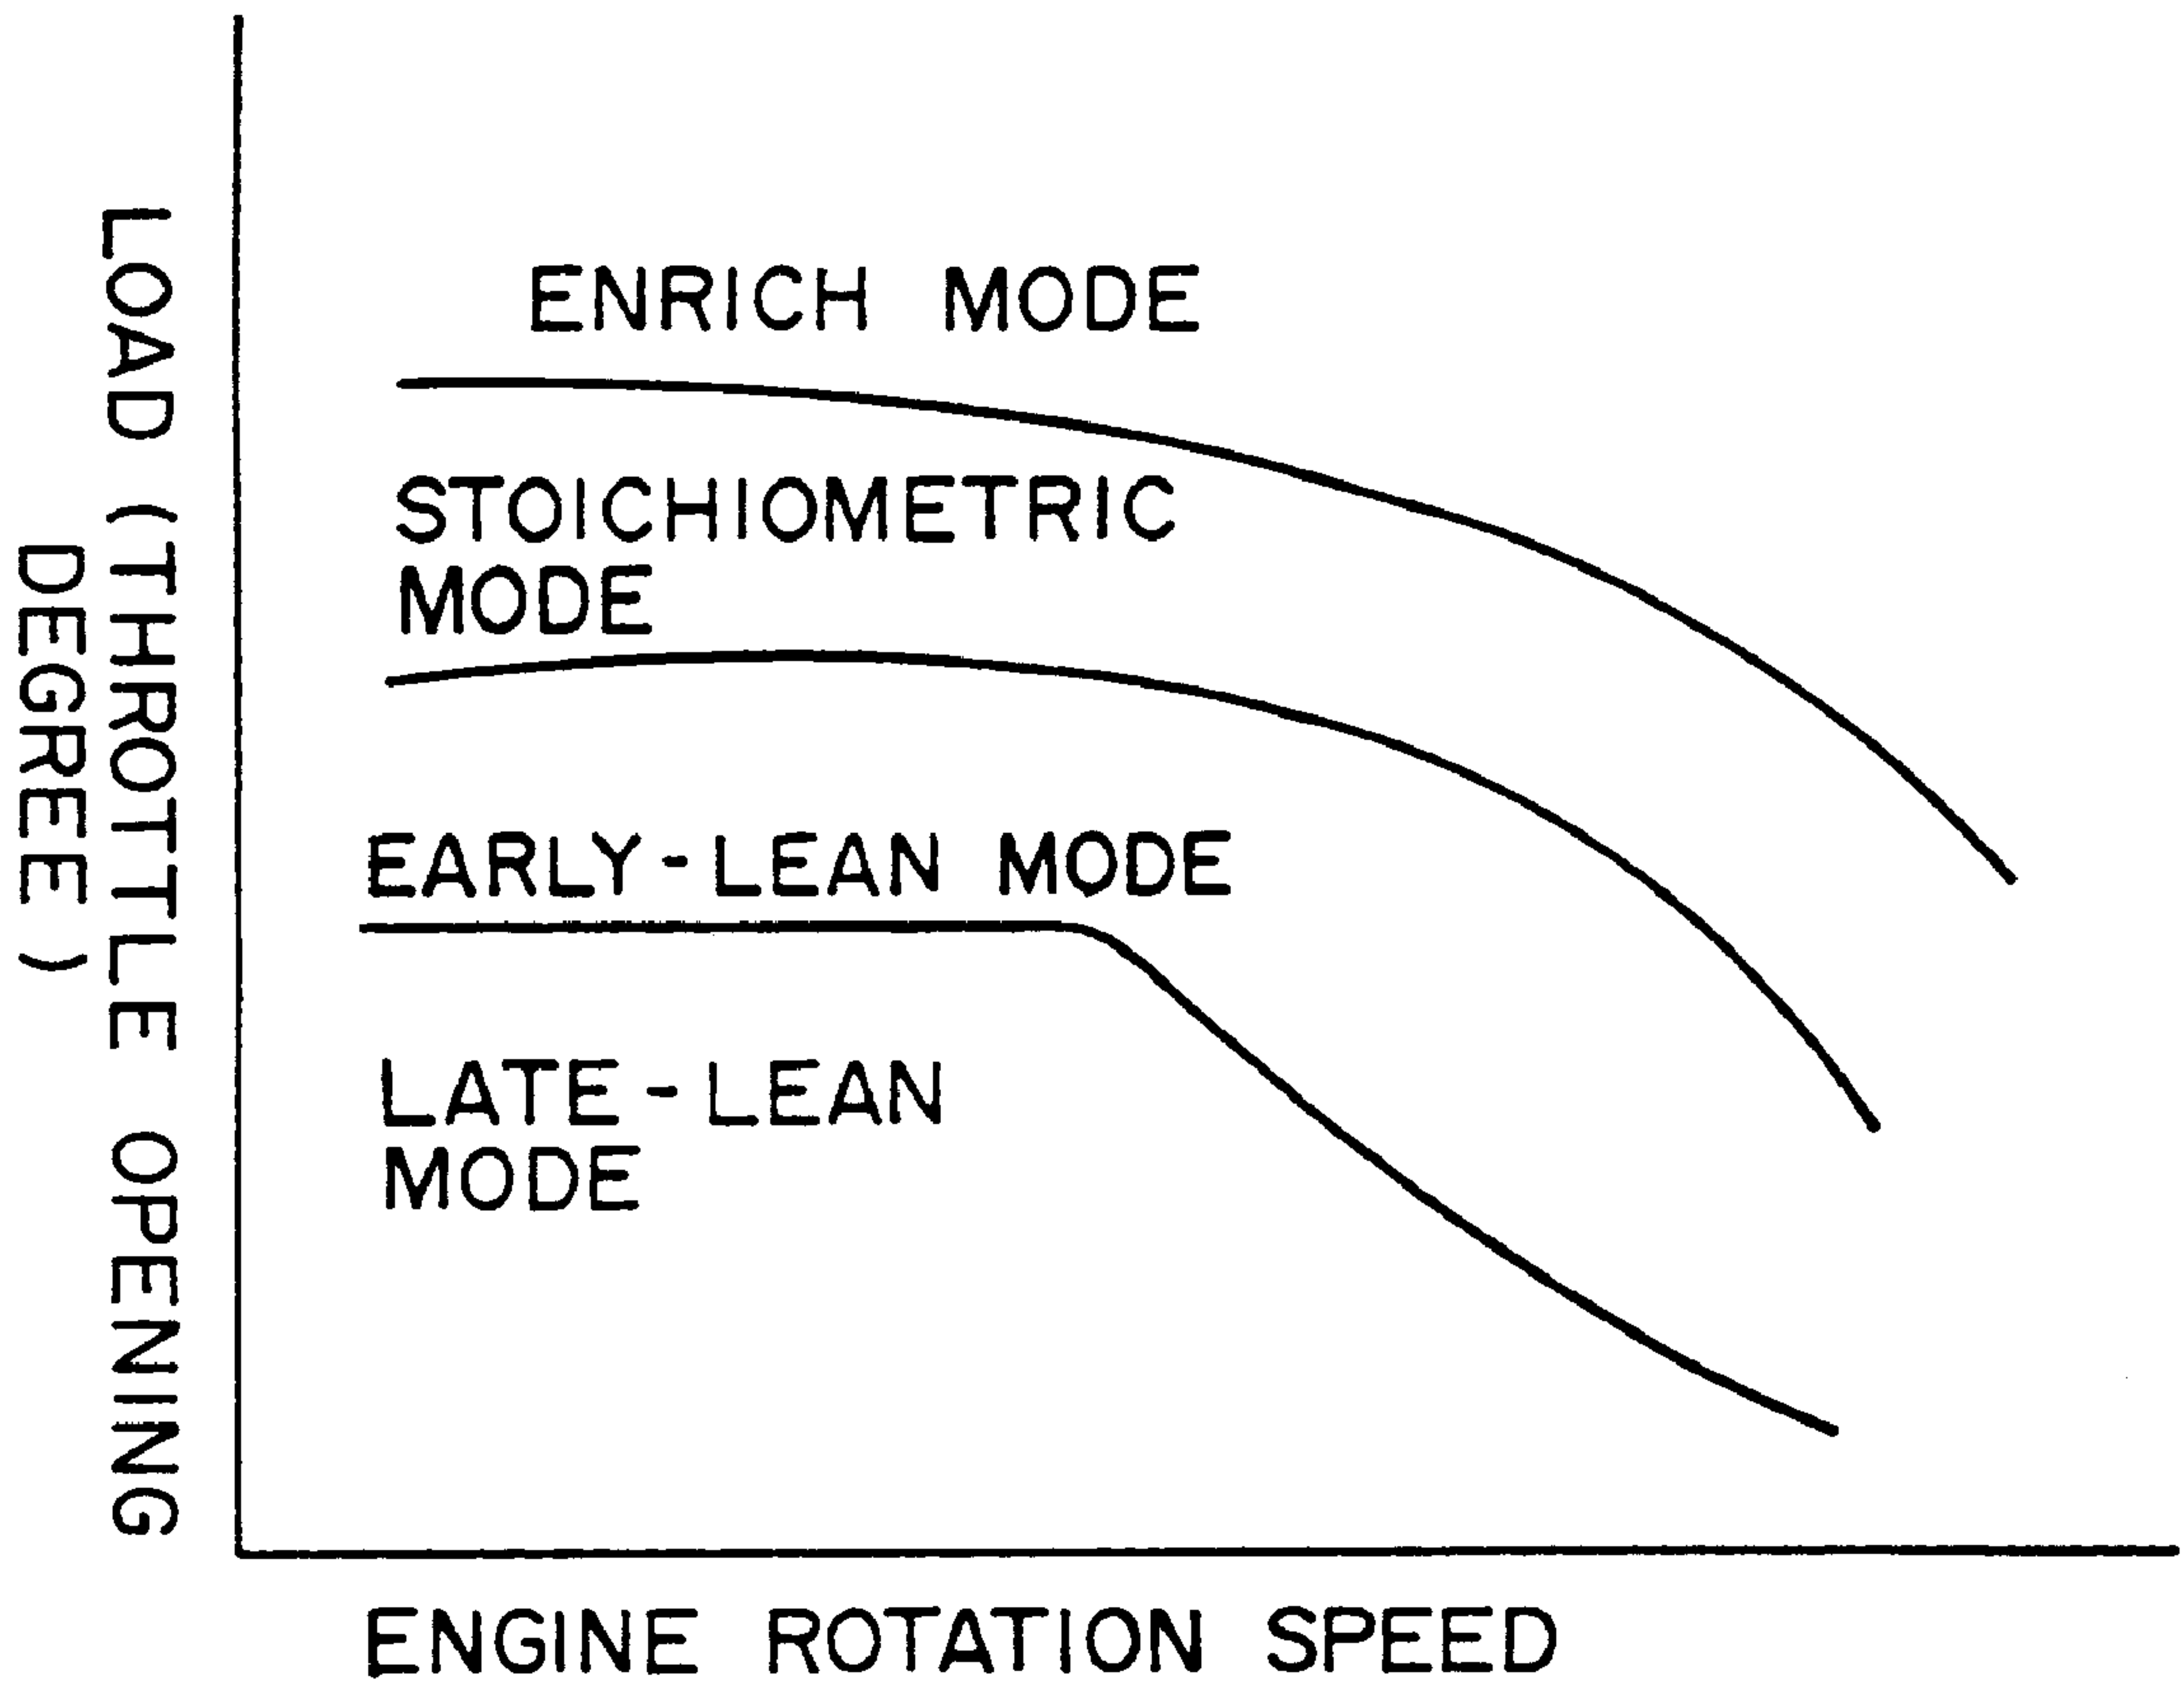 LOAD (THROTTLE OPENING
DEGREE)
ENRICH MODE
STOICHIOMETRIC
MODE
EARLY-LEAN MODE
LATE-LEAN
MODE
ENGINE ROTATION SPEED